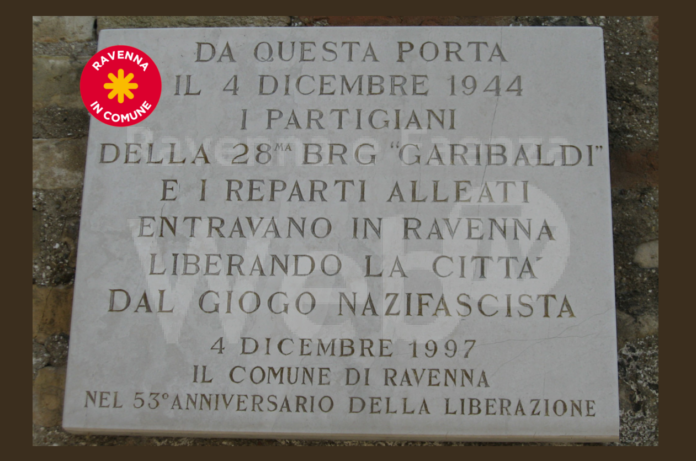 RAVENNA
IN COMUNE
DA QUESTA PORTA
IL 4 DICEMBRE 1944
I PARTIGIANI
DELLA 28MA BRG "GARIBALDI"
E I REPARTI ALLEATI
ENTRAVANO IN RAVENNA
LIBERANDO LA CITTA'
DAL GIOGO NAZIFASCISTA
4 DICEMBRE 1997
IL COMUNE DI RAVENNA
NEL 53° ANNIVERSARIO DELLA LIBERAZIONE
Web